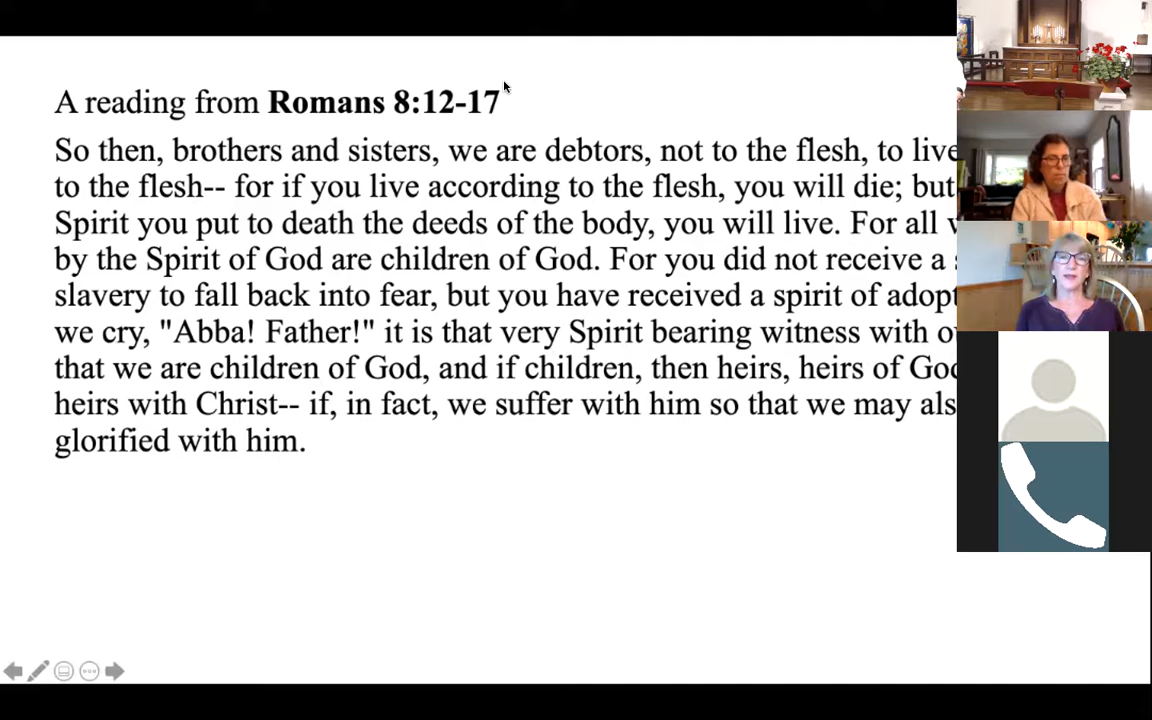 A reading from Romans 8:12-17
So then, brothers and sisters, we are debtors, not to the flesh, to live
to the flesh-- for if you live according to the flesh, you will die; but
Spirit you put to death the deeds of the body, you will live. For all
by the Spirit of God are children of God. For you did not receive a
slavery to fall back into fear, but you have received a spirit of adopt
we cry, "Abba! Father!" it is that very Spirit bearing witness with o
that we are children of God, and if children, then heirs, heirs of Go
heirs with Christ-- if, in fact, we suffer with him so that we may als
glorified with him.